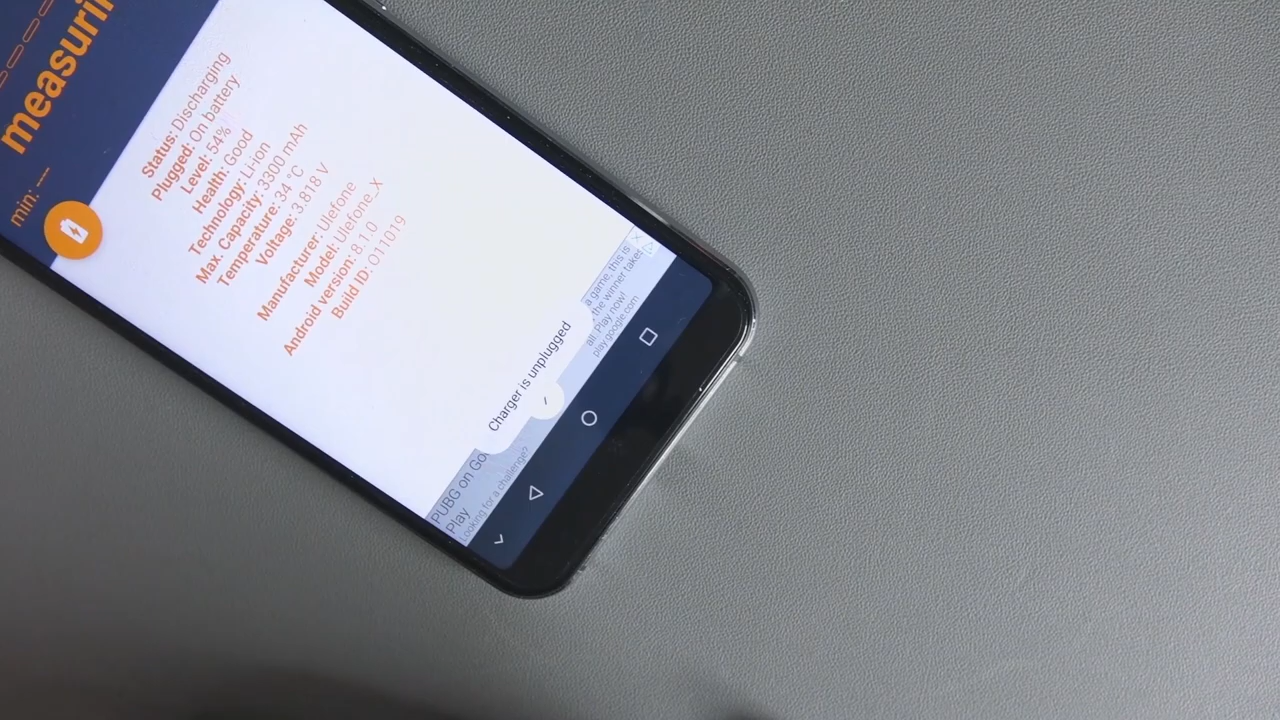 measuri
min: ---
Status: Discharging
Plugged: On battery
Level: 54%
Health: Good
Technology: Li-ion
Max. Capacity: 3300 mAh
Temperature: 34 °C
Voltage: 3.818 V
Manufacturer: Ulefone
Model: Ulefone_X
Android version: 8.1.0
Build ID: O11019
Charger is unplugged
PUBG on Go
Play
Looking for a challenge?
a game, this is
, the winner takes
all. Play now!
play.google.com